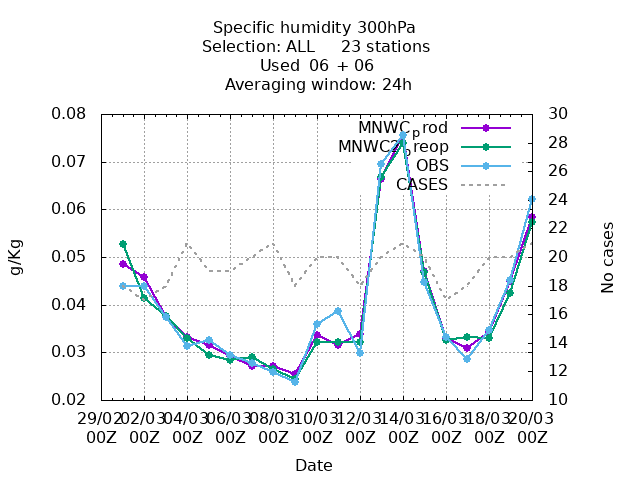 Specific humidity 300hPa
Selection: ALL 23 stations
Used 06 + 06
Averaging window: 24h
0.08
0.07
0.06
0.05
0.04
0.03
0.02
g/Kg
30
28
26
24
22
20
18
16
14
12
10
No cases
MNWCprod
MNWC2preop
OBS
CASES
29/02 02/03 04/03 06/03 08/03 10/03 12/03 14/03 16/03 18/03 20/03
00Z 00Z 00Z 00Z 00Z 00Z 00Z 00Z 00Z 00Z 00Z
Date